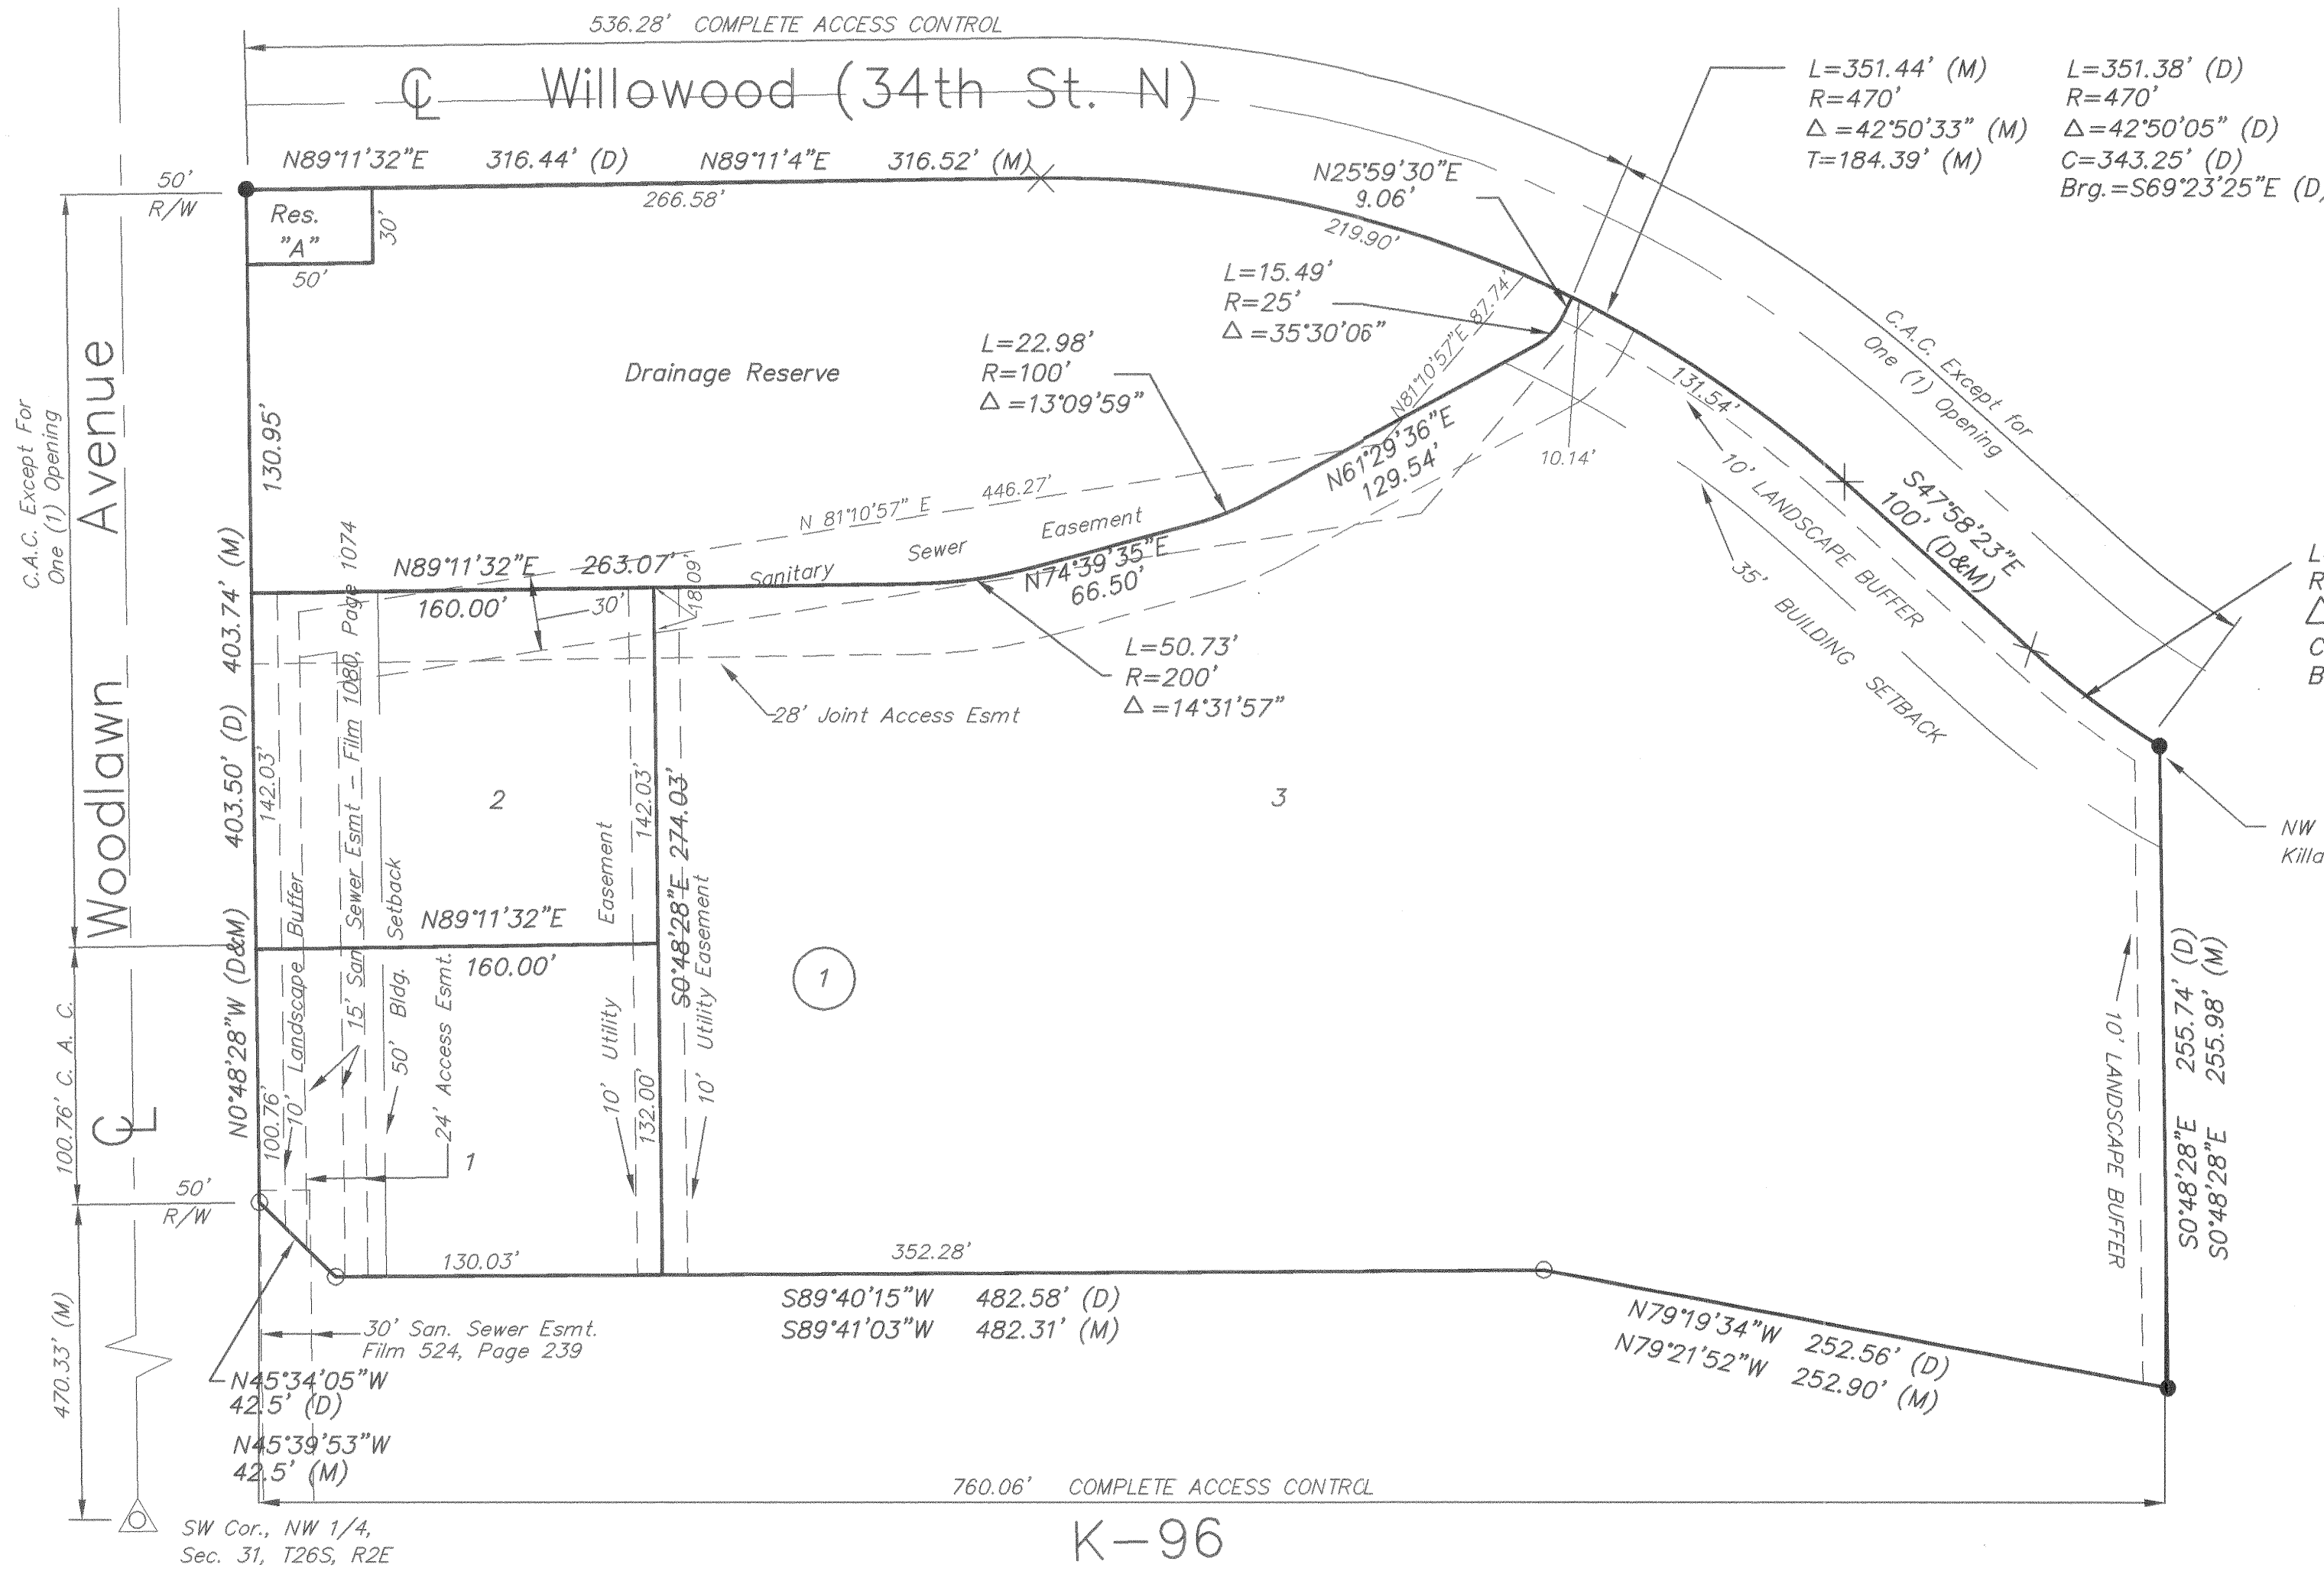 536.28' COMPLETE ACCESS CONTROL
℄ Willowood (34th St. N)
L=351.44' (M)
R=470'
Δ=42°50'33" (M)
T=184.39' (M)
L=351.38' (D)
R=470'
Δ=42°50'05" (D)
C=343.25' (D)
Brg.=S69°23'25"E (D)
N89°11'32"E 316.44' (D) N89°11'4"E 316.52' (M)
266.58'
50'
R/W
Res.
"A"
30'
50'
N25°59'30"E
9.06'
219.90'
L=15.49'
R=25'
Δ=35°30'06"
N81°10'57"E 87.74'
L=22.98'
R=100'
Δ=13°09'59"
Drainage Reserve
C.A.C. Except for
One (1) Opening
131.54'
10.14'
N61°29'36"E
129.54'
10' LANDSCAPE BUFFER
35' BUILDING SETBACK
S47°58'23"E
100' (D&M)
L
R
Δ
C
B
C.A.C. Except For
One (1) Opening
Woodlawn Avenue
℄
130.95'
N 81°10'57" E 446.27'
Sanitary Sewer Easement
N89°11'32"E 263.07'
160.00'
30'
18.09'
N74°39'35"E
66.50'
L=50.73'
R=200'
Δ=14°31'57"
28' Joint Access Esmt
N0°48'28"W (D&M) 403.50' (D) 403.74' (M)
142.03'
10' Landscape Buffer
15' San Sewer Esmt - Film 1080, Page 1074
50' Bldg. Setback
24' Access Esmt.
2
3
10' Utility Easement
142.03'
S0°48'28"E 274.03'
10' Utility Easement
NW
Killa
N89°11'32"E
160.00'
1
100.76' C. A. C.
100.76'
132.00'
1
10' LANDSCAPE BUFFER
S0°48'28"E 255.74' (D)
S0°48'28"E 255.98' (M)
50'
R/W
130.03'
352.28'
S89°40'15"W 482.58' (D)
S89°41'03"W 482.31' (M)
N79°19'34"W 252.56' (D)
N79°21'52"W 252.90' (M)
30' San. Sewer Esmt.
Film 524, Page 239
470.33' (M)
N45°34'05"W
42.5' (D)
N45°39'53"W
42.5' (M)
760.06' COMPLETE ACCESS CONTROL
SW Cor., NW 1/4,
Sec. 31, T26S, R2E
K-96